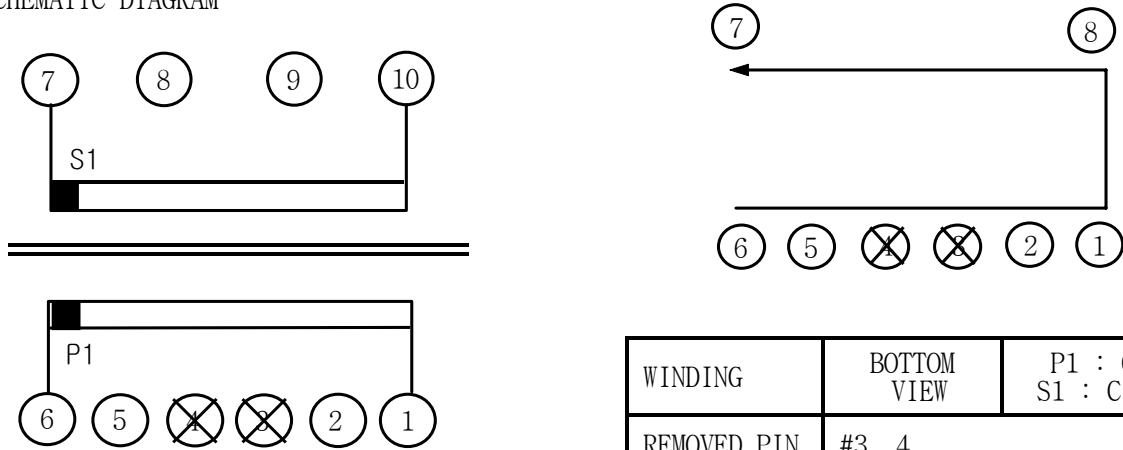 SCHEMATIC DIAGRAM
7 8 9 10
S1
P1
6 5 4 3 2 1
7 8
6 5 4 3 2 1
WINDING BOTTOM VIEW P1 :
S1 : C
REMOVED PIN #3 4